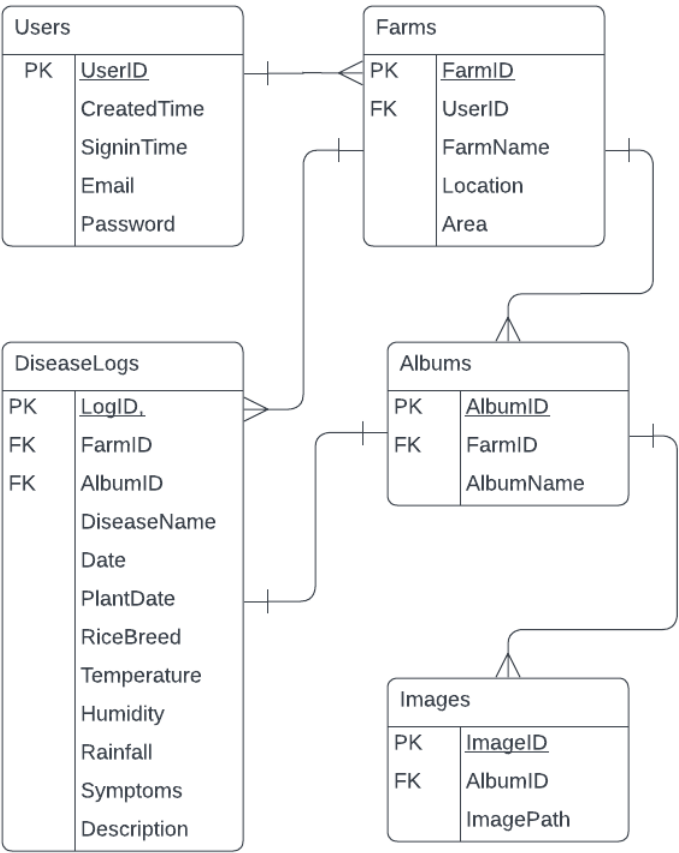 Users
PK UserID
CreatedTime
SigninTime
Email
Password
Farms
PK FarmID
FK UserID
FarmName
Location
Area
DiseaseLogs
PK LogID,
FK FarmID
FK AlbumID
DiseaseName
Date
PlantDate
RiceBreed
Temperature
Humidity
Rainfall
Symptoms
Description
Albums
PK AlbumID
FK FarmID
AlbumName
Images
PK ImageID
FK AlbumID
ImagePath